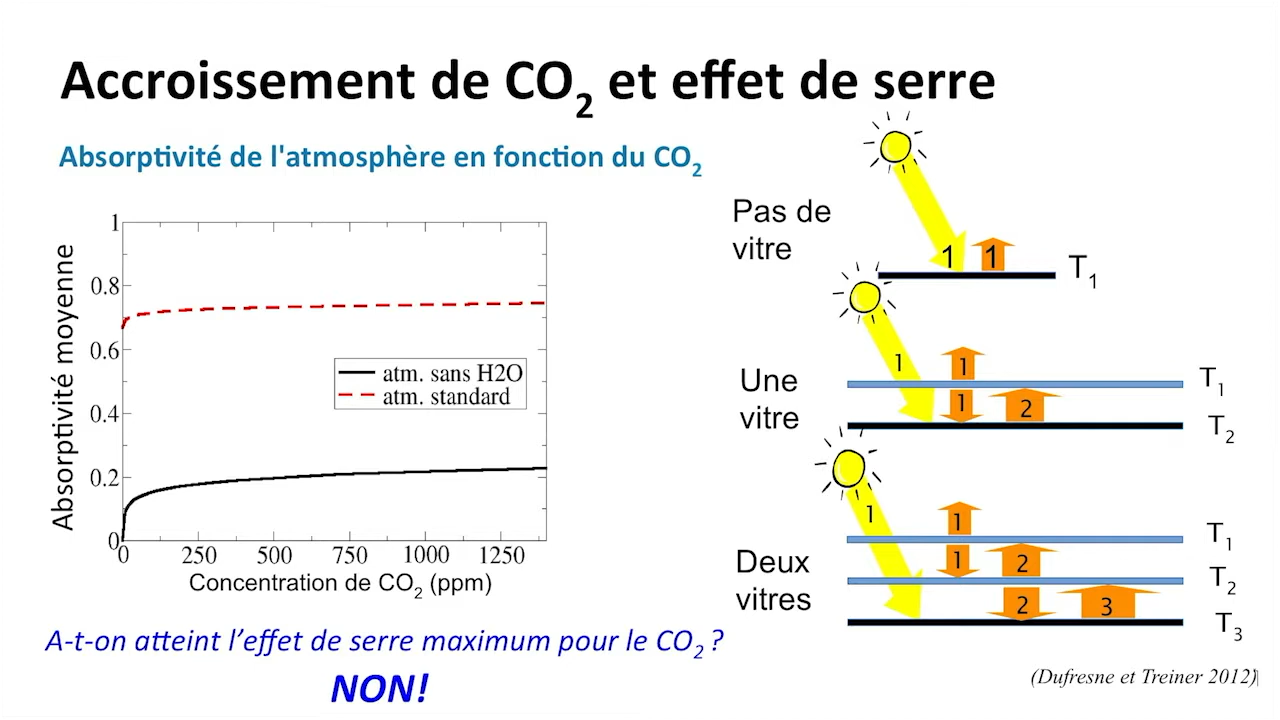 Accroissement de CO2 et effet de serre
Absorptivité de l'atmosphère en fonction du CO2
Absorptivité moyenne
1
0.8
0.6
0.4
0.2
0
0 250 500 750 1000 1250
Concentration de CO2 (ppm)
atm. sans H2O
atm. standard
A-t-on atteint l'effet de serre maximum pour le CO2 ?
NON!
Pas de
vitre
1 1
T1
Une
vitre
1 1
1 2
T1
T2
Deux
vitres
1 1
1 2
2 3
T1
T2
T3
(Dufresne et Treiner 2012)